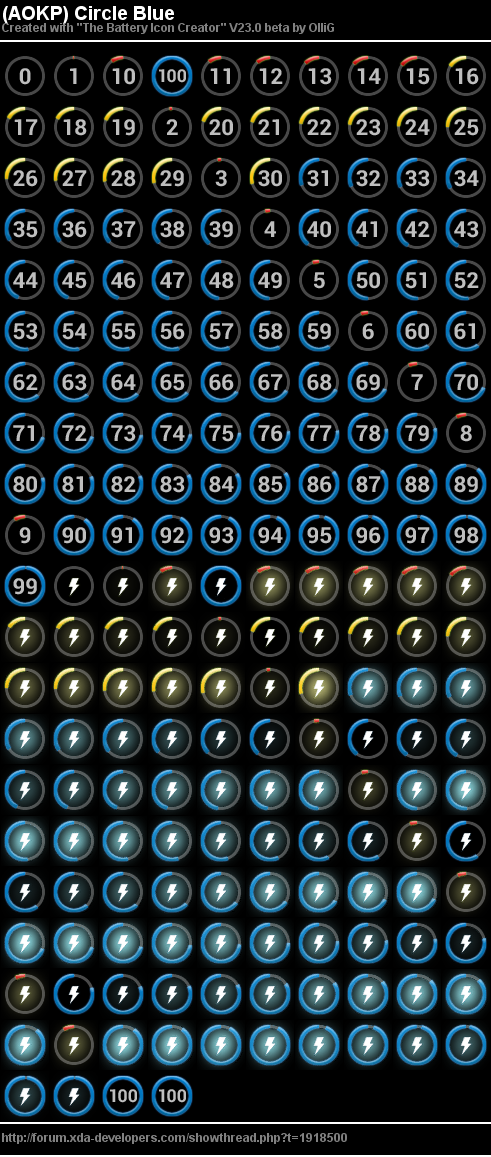 (AOKP) Circle Blue
Created with "The Battery Icon Creator" V23.0 beta by OlliG
0 1 10 100 11 12 13 14 15 16
17 18 19 2 20 21 22 23 24 25
26 27 28 29 3 30 31 32 33 34
35 36 37 38 39 4 40 41 42 43
44 45 46 47 48 49 5 50 51 52
53 54 55 56 57 58 59 6 60 61
62 63 64 65 66 67 68 69 7 70
71 72 73 74 75 76 77 78 79 8
80 81 82 83 84 85 86 87 88 89
9 90 91 92 93 94 95 96 97 98
99
100 100
http://forum.xda-developers.com/showthread.php?t=1918500